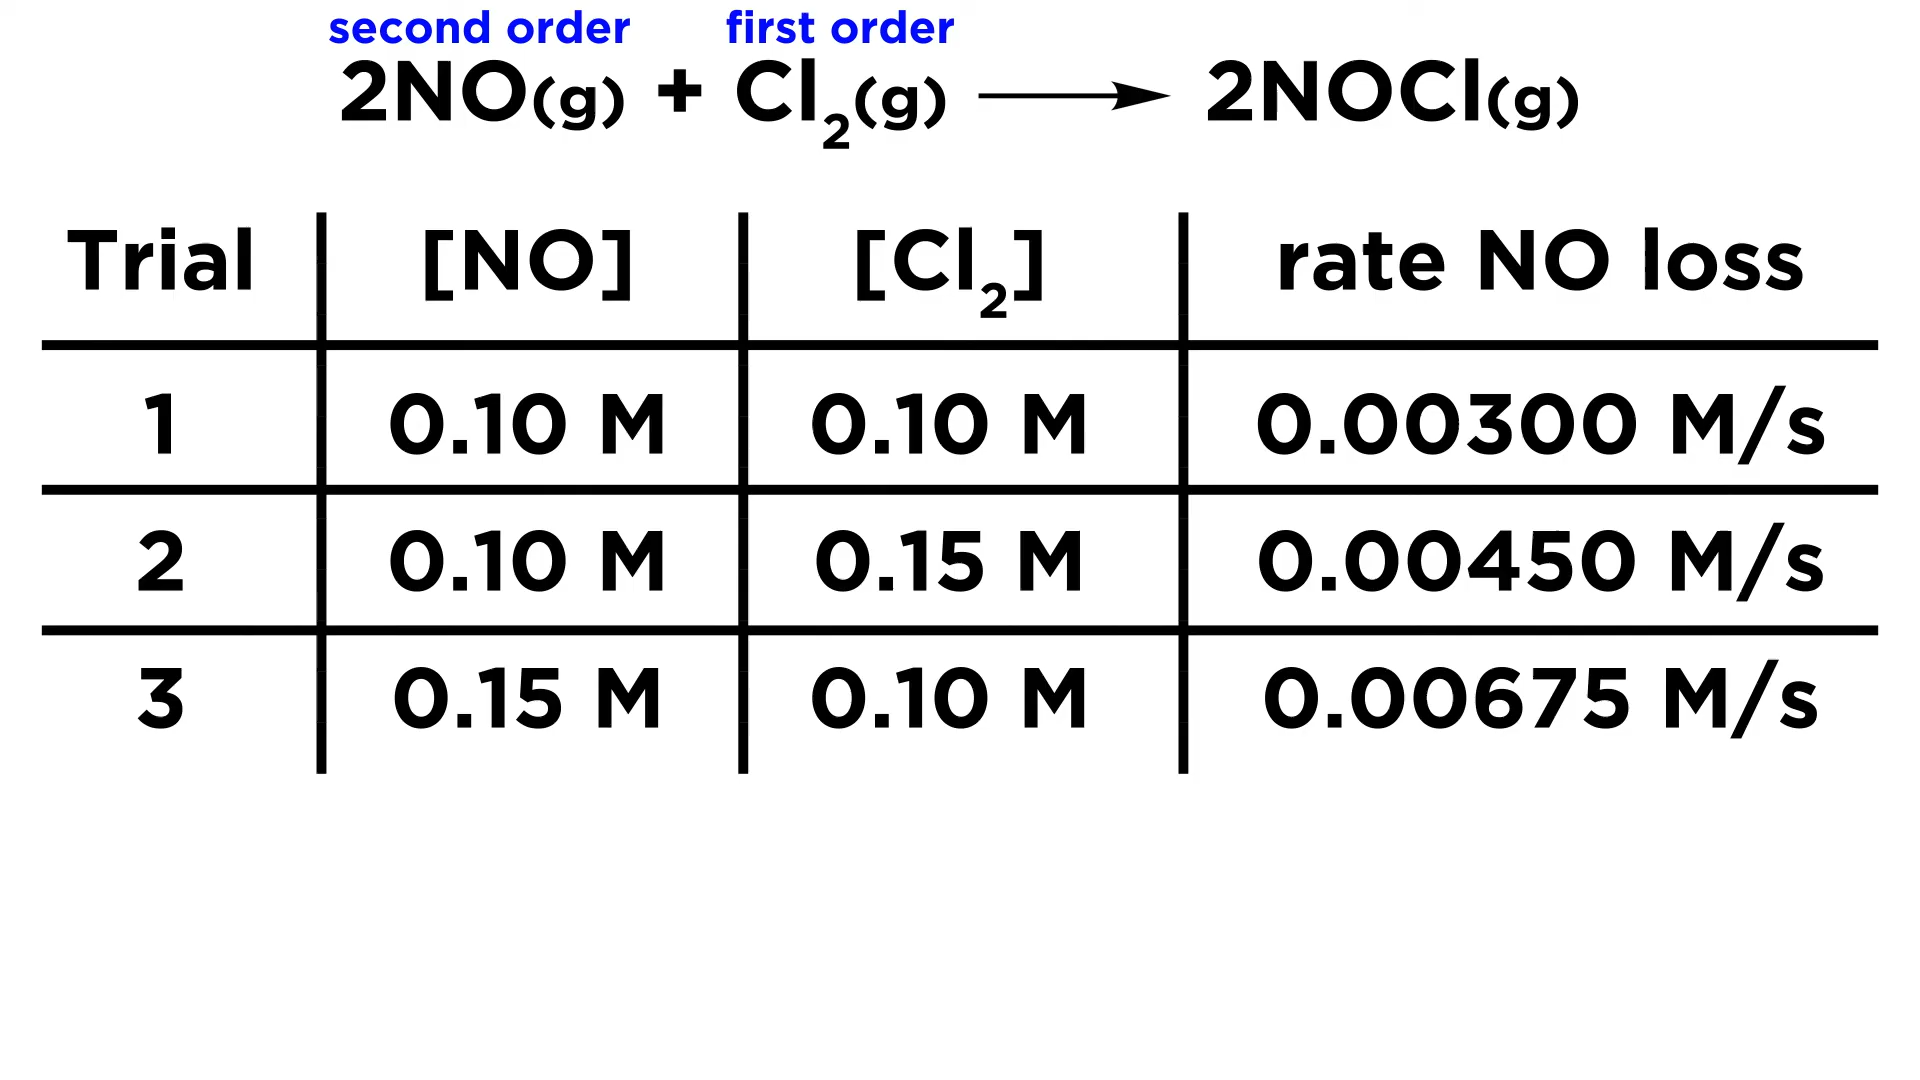 second order first order
2NO(g) + Cl₂(g) ⟶ 2NOCl(g)
Trial [NO] [Cl₂] rate NO loss
1 0.10 M 0.10 M 0.00300 M/s
2 0.10 M 0.15 M 0.00450 M/s
3 0.15 M 0.10 M 0.00675 M/s